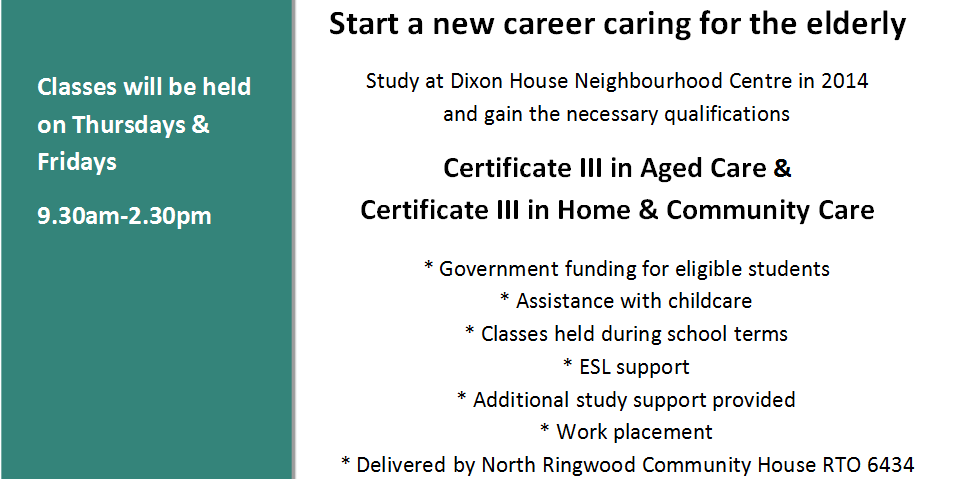 Classes will be held
on Thursdays &
Fridays
9.30am-2.30pm
Start a new career caring for the elderly
Study at Dixon House Neighbourhood Centre in 2014
and gain the necessary qualifications
Certificate III in Aged Care &
Certificate III in Home & Community Care
* Government funding for eligible students
* Assistance with childcare
* Classes held during school terms
* ESL support
* Additional study support provided
* Work placement
* Delivered by North Ringwood Community House RTO 6434